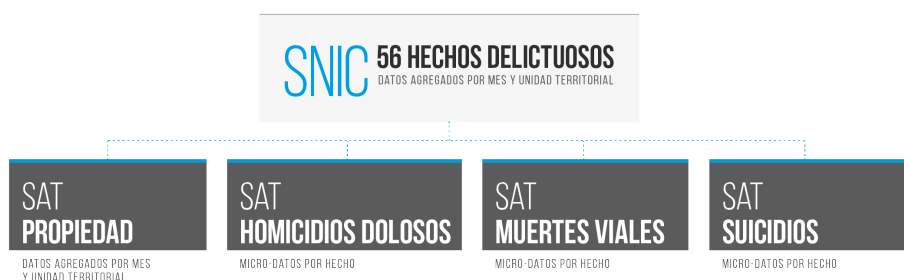 SNIC
56 HECHOS DELICTUOSOS
DATOS AGREGADOS POR MES Y UNIDAD TERRITORIAL
SAT
PROPIEDAD
DATOS AGREGADOS POR MES
Y UNIDAD TERRITORIAL
SAT
HOMICIDIOS DOLOSOS
MICRO-DATOS POR HECHO
SAT
MUERTES VIALES
MICRO-DATOS POR HECHO
SAT
SUICIDIOS
MICRO-DATOS POR HECHO